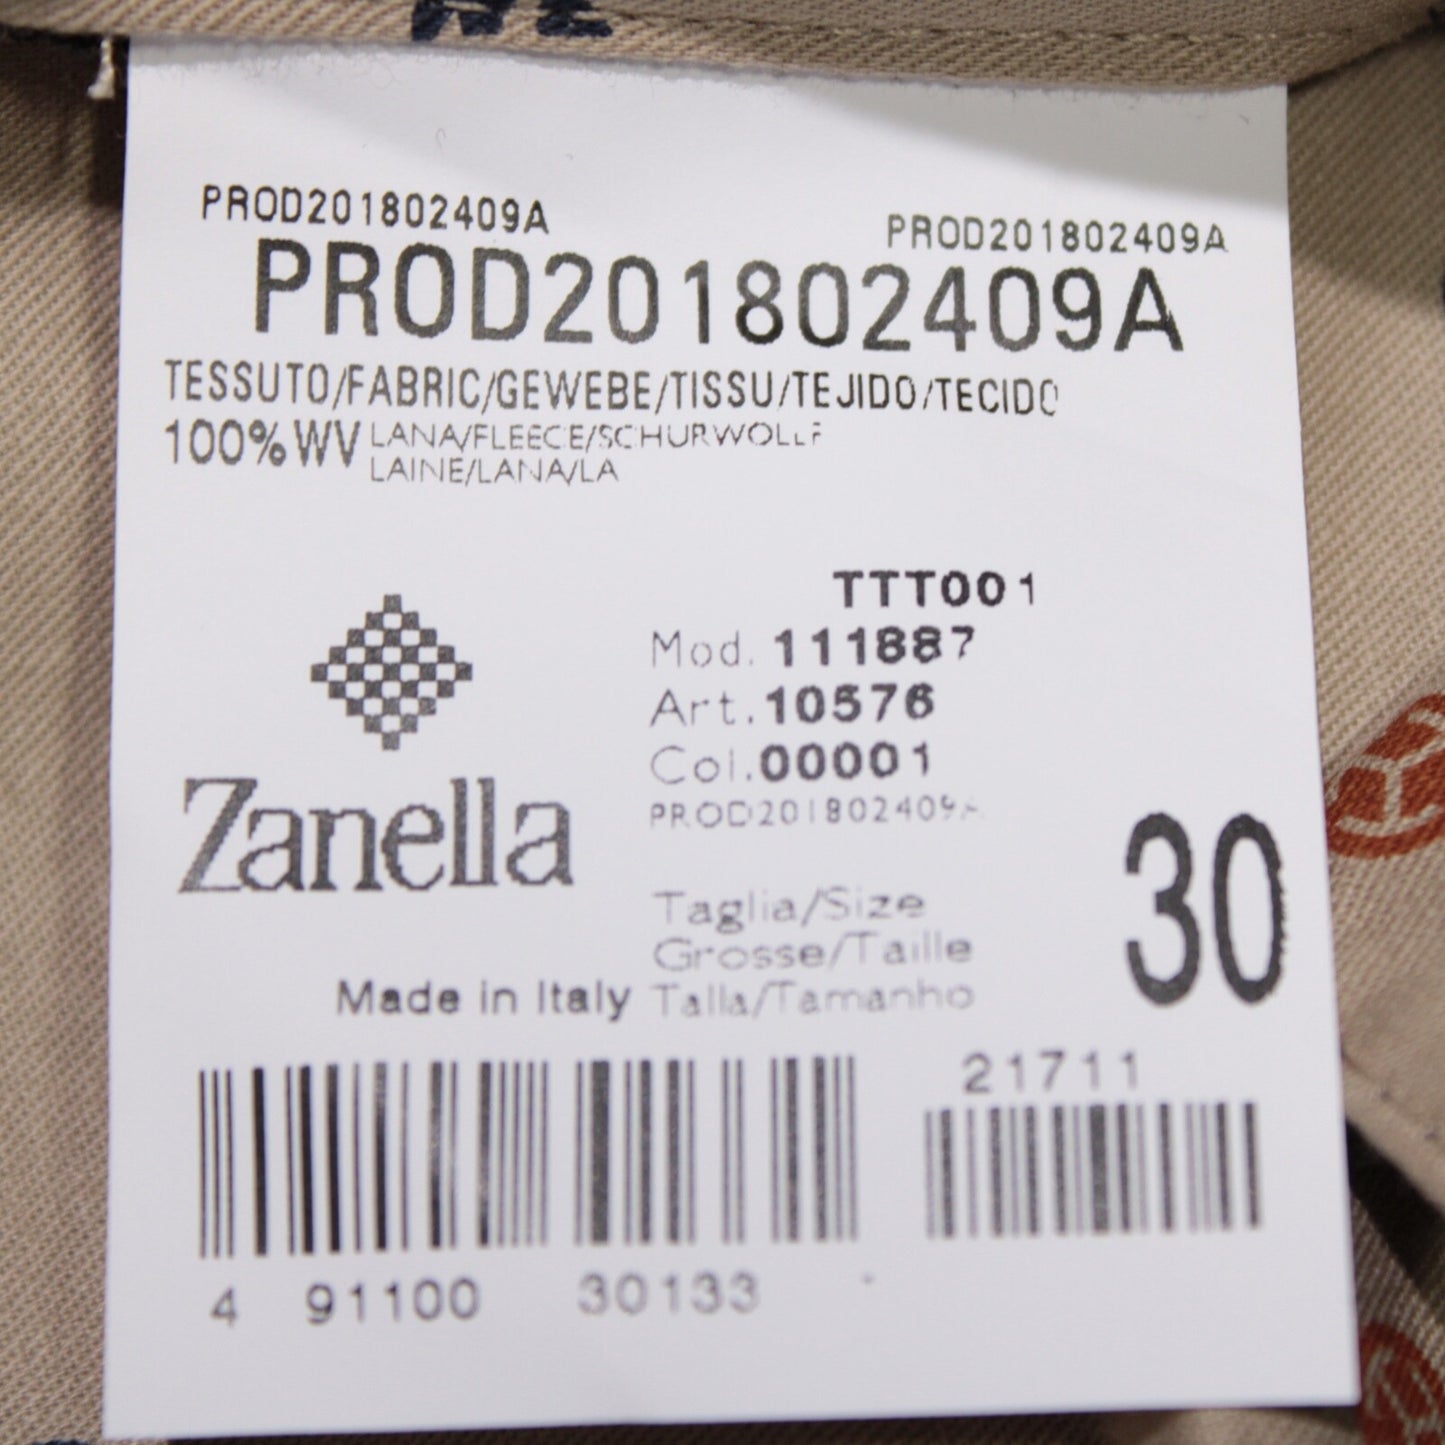 PROD201802409A
PROD201802409A
PROD201802409A
TESSUTO/FABRIC/GEWEBE/TISSU/TEJIDO/TECIDO
100% WV LANA/FLEECE/SCHURWOLLE
LAINE/LANA/LA
TTT001
Mod. 111887
Art. 10576
Col. 00001
PROD201802409A
Zanella
30
Taglia/Size
Grosse/Taille
Made in Italy Talla/Tamanho
21711
4 91100 30133